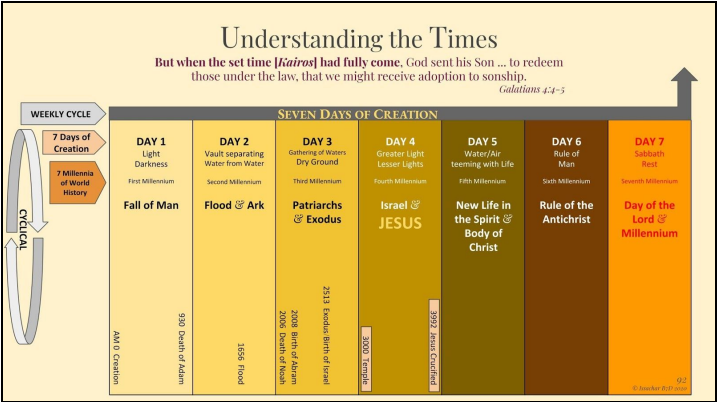 Understanding the Times
But when the set time [Kairos] had fully come, God sent his Son ... to redeem
those under the law, that we might receive adoption to sonship.
Galatians 4:4-5
WEEKLY CYCLE
SEVEN DAYS OF CREATION
7 Days of
Creation
7 Millennia
of World
History
CYCLICAL
DAY 1
Light
Darkness
First Millennium
Fall of Man
AM 0 Creation
930 Death of Adam
DAY 2
Vault separating
Water from Water
Second Millennium
Flood & Ark
1656 Flood
DAY 3
Gathering of Waters
Dry Ground
Third Millennium
Patriarchs
& Exodus
2006 Death of Noah
2008 Birth of Abram
2513 Exodus:Birth of Israel
DAY 4
Greater Light
Lesser Lights
Fourth Millennium
Israel &
JESUS
3000 Temple
3992 Jesus Crucified
DAY 5
Water/Air
teeming with Life
Fifth Millennium
New Life in
the Spirit &
Body of
Christ
DAY 6
Rule of
Man
Sixth Millennium
Rule of the
Antichrist
DAY 7
Sabbath
Rest
Seventh Millennium
Day of the
Lord &
Millennium
92